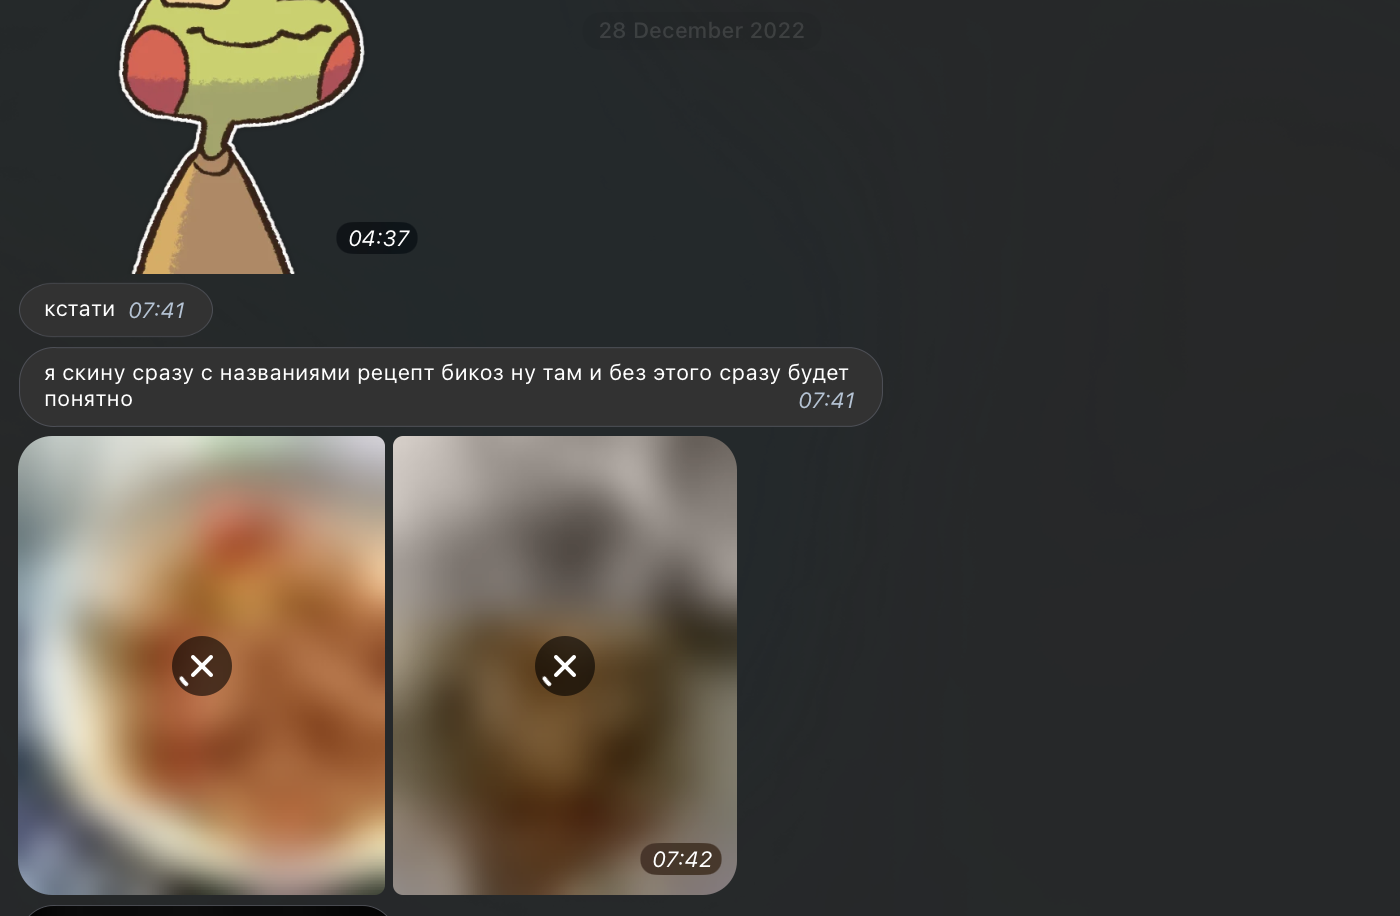 28 December 2022
04:37
кстати 07:41
я скину сразу с названиями рецепт бикоз ну там и без этого сразу будет
понятно 07:41
07:42